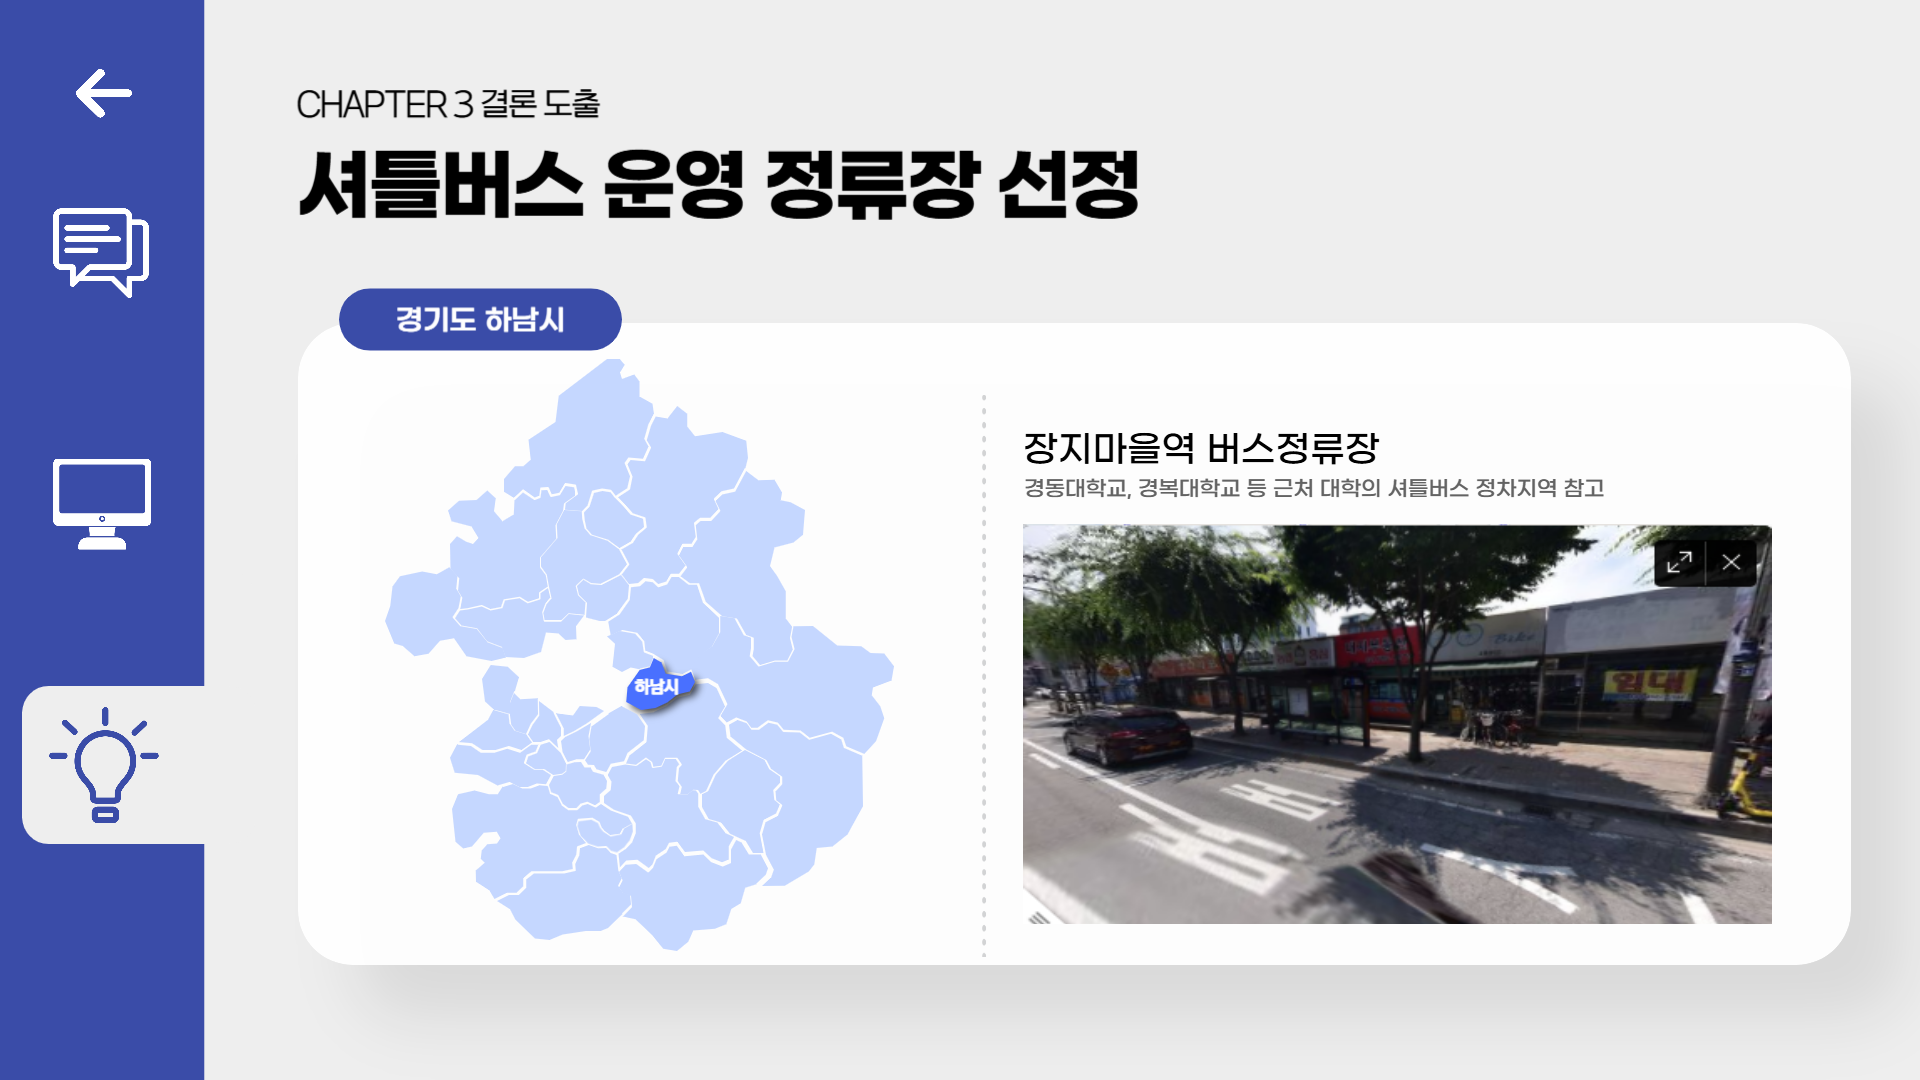 CHAPTER 3 결론 도출
셔틀버스 운영 정류장 선정
경기도 하남시
하남시
장지마을역 버스정류장
경동대학교, 경복대학교 등 근처 대학의 셔틀버스 정차지역 참고
Bike
임대
버스